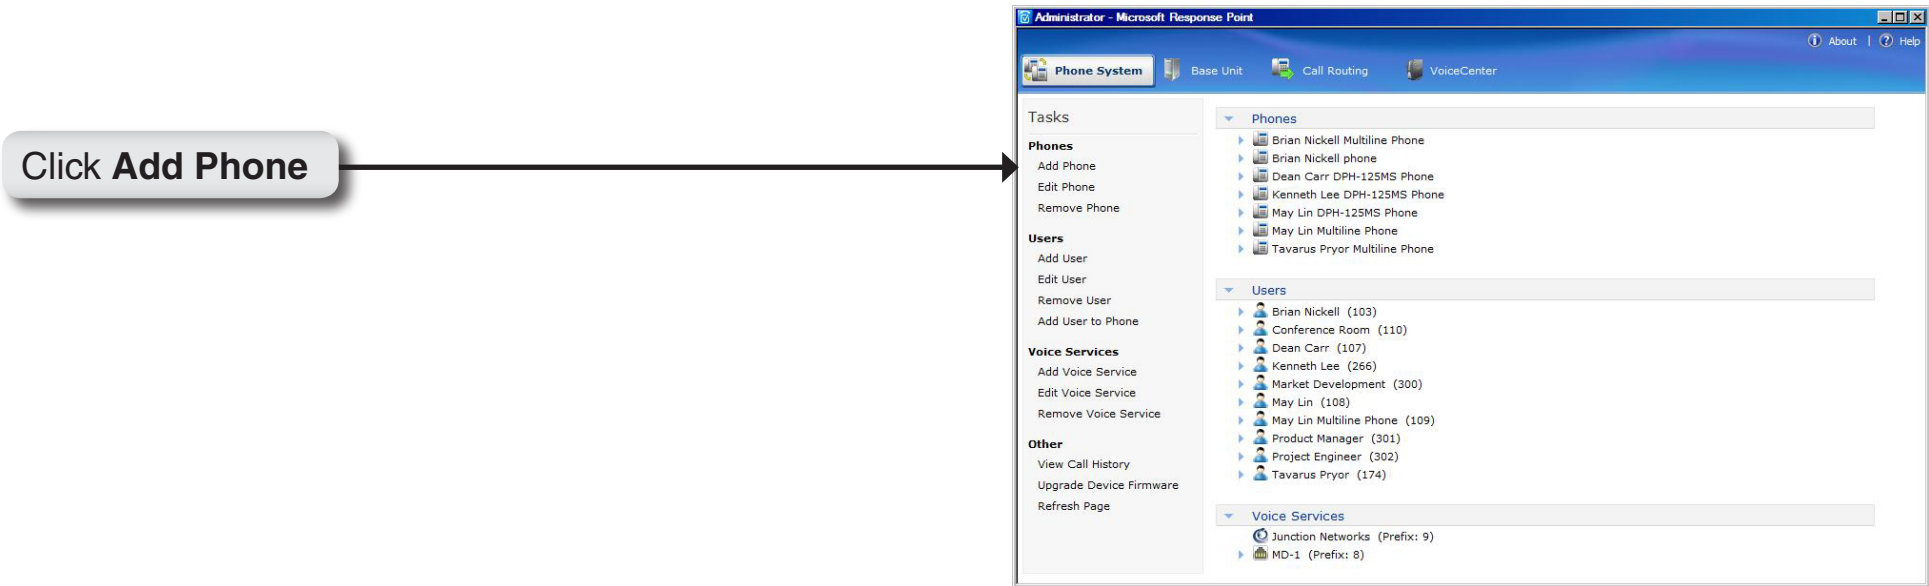 Click Add Phone
Administrator - Microsoft Response Point
About | Help
Phone System Base Unit Call Routing VoiceCenter
Tasks
Phones
Add Phone
Edit Phone
Remove Phone
Users
Add User
Edit User
Remove User
Add User to Phone
Voice Services
Add Voice Service
Edit Voice Service
Remove Voice Service
Other
View Call History
Upgrade Device Firmware
Refresh Page
Phones
Brian Nickell Multiline Phone
Brian Nickell phone
Dean Carr DPH-125MS Phone
Kenneth Lee DPH-125MS Phone
May Lin DPH-125MS Phone
May Lin Multiline Phone
Tavarus Pryor Multiline Phone
Users
Brian Nickell (103)
Conference Room (110)
Dean Carr (107)
Kenneth Lee (266)
Market Development (300)
May Lin (108)
May Lin Multiline Phone (109)
Product Manager (301)
Project Engineer (302)
Tavarus Pryor (174)
Voice Services
Junction Networks (Prefix: 9)
MD-1 (Prefix: 8)